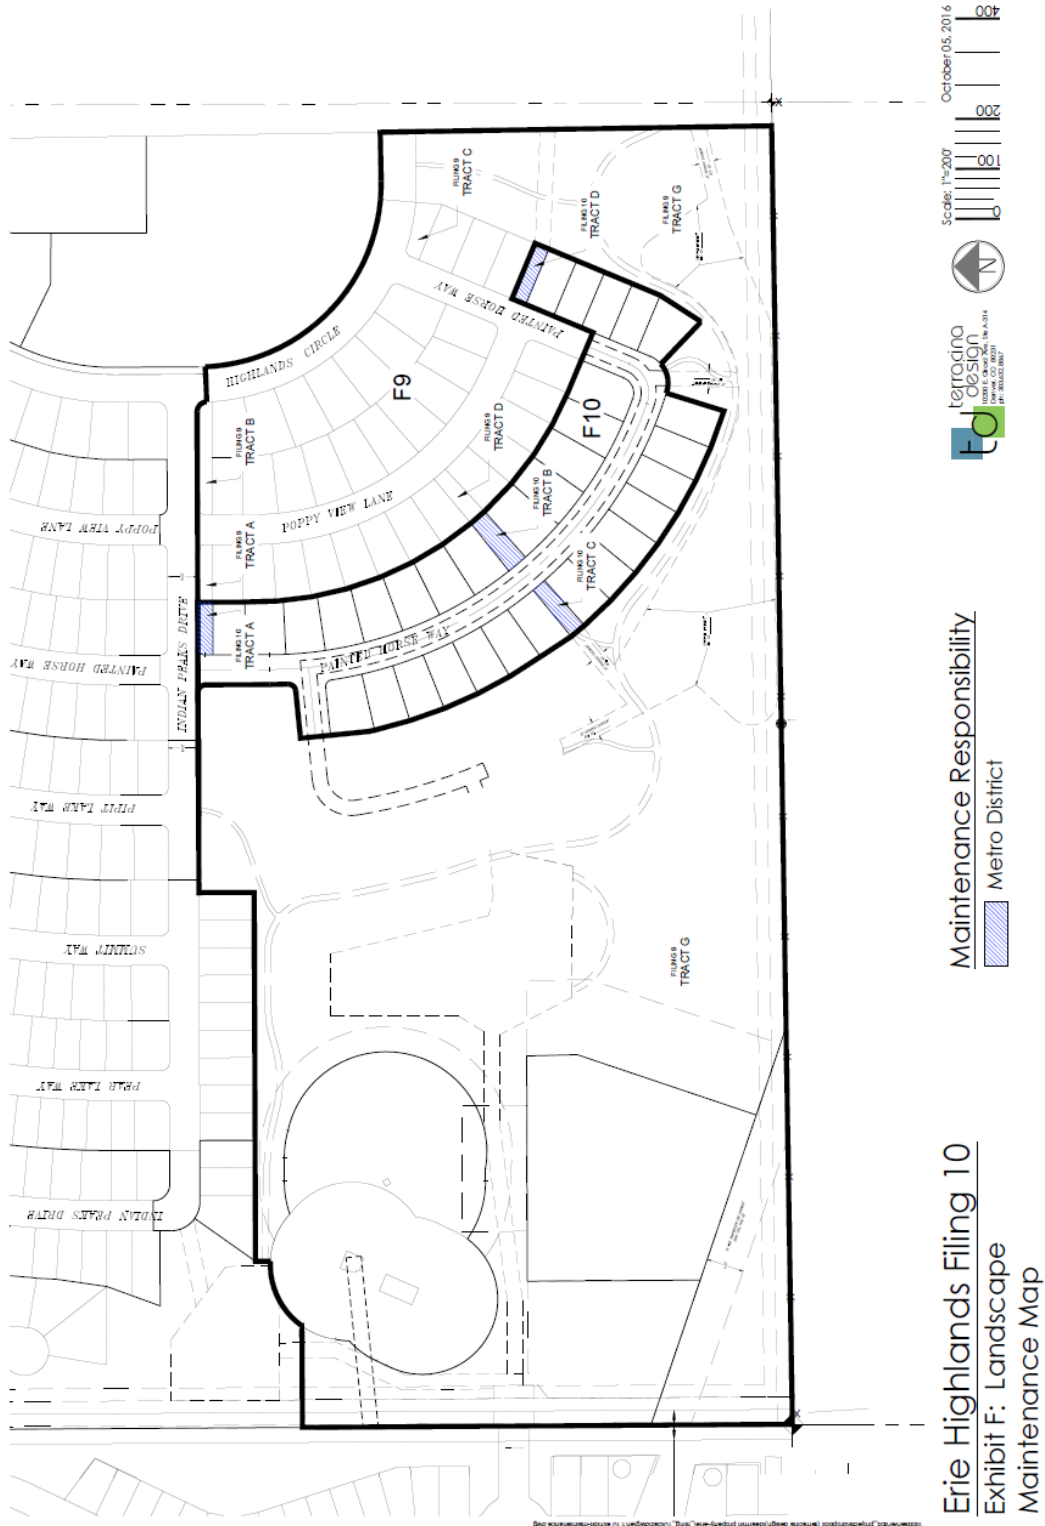 Erie Highlands Filing 10
Exhibit F: Landscape
Maintenance Map
Maintenance Responsibility
Metro District
terracina
design
Denver, CO 80231
Scale: 1"=200'
October 05, 2016
0
100
200
400
N
INDIAN PEAKS DRIVE
PEAR LAKE WAY
SUMMIT WAY
PIPIT LAKE WAY
PAINTED HORSE WAY
POPPY VIEW LANE
INDIAN PEAKS DRIVE
HIGHLANDS CIRCLE
POPPY VIEW LANE
PAINTED HORSE WAY
PAINTED HORSE WAY
F9
F10
FILING 9
TRACT A
FILING 9
TRACT B
FILING 9
TRACT C
FILING 9
TRACT D
FILING 9
TRACT G
FILING 9
TRACT G
FILING 10
TRACT A
FILING 10
TRACT B
FILING 10
TRACT C
FILING 10
TRACT D